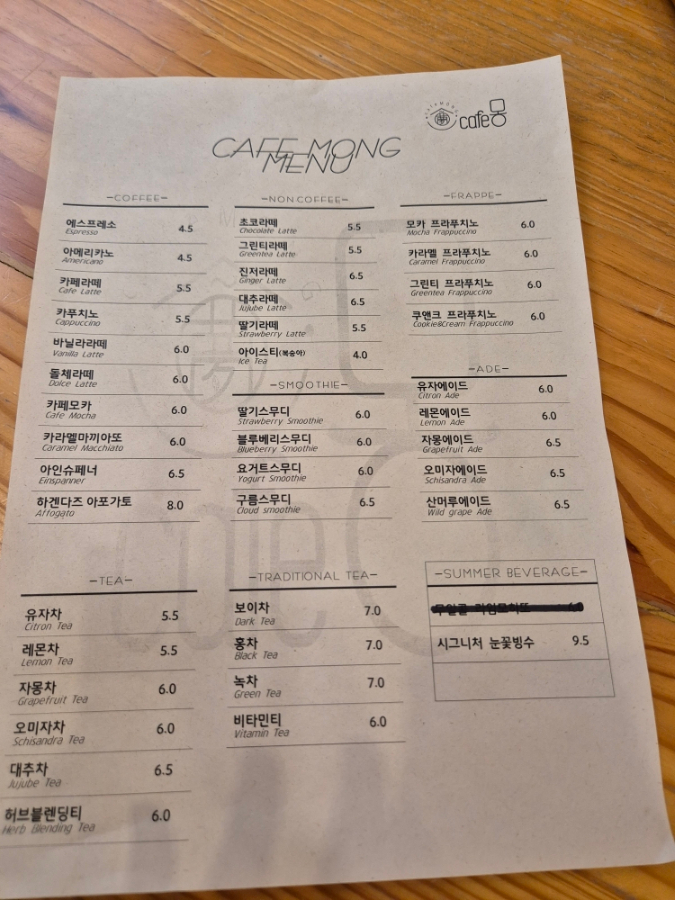 cafe몽
CAFE MONG
MENU
-COFFEE-
에스프레소 4.5
Espresso
아메리카노 4.5
Americano
카페라떼 5.5
Cafe Latte
카푸치노 5.5
Cappuccino
바닐라라떼 6.0
Vanilla Latte
돌체라떼 6.0
Dolce Latte
카페모카 6.0
Cafe Mocha
카라멜마끼아또 6.0
Caramel Macchiato
아인슈페너 6.5
Einspanner
하겐다즈 아포가토 8.0
Affogato
-NON COFFEE-
초코라떼 5.5
Chocolate Latte
그린티라떼 5.5
Greentea Latte
진저라떼 6.5
Ginger Latte
대추라떼 6.5
Jujube Latte
딸기라떼 5.5
Strawberry Latte
아이스티(복숭아) 4.0
Ice Tea
-SMOOTHIE-
딸기스무디 6.0
Strawberry Smoothie
블루베리스무디 6.0
Blueberry Smoothie
요거트스무디 6.0
Yogurt Smoothie
구름스무디 6.5
Cloud smoothie
-FRAPPE-
모카 프라푸치노 6.0
Mocha Frappuccino
카라멜 프라푸치노 6.0
Caramel Frappuccino
그린티 프라푸치노 6.0
Greentea Frappuccino
쿠앤크 프라푸치노 6.0
Cookie&Cream Frappuccino
-ADE-
유자에이드 6.0
Citron Ade
레몬에이드 6.0
Lemon Ade
자몽에이드 6.5
Grapefruit Ade
오미자에이드 6.5
Schisandra Ade
산머루에이드 6.5
Wild grape Ade
-TEA-
유자차 5.5
Citron Tea
레몬차 5.5
Lemon Tea
자몽차 6.0
Grapefruit Tea
오미자차 6.0
Schisandra Tea
대추차 6.5
Jujube Tea
허브블렌딩티 6.0
Herb Blending Tea
-TRADITIONAL TEA-
보이차 7.0
Dark Tea
홍차 7.0
Black Tea
녹차 7.0
Green Tea
비타민티 6.0
Vitamin Tea
-SUMMER BEVERAGE-
시그니처 눈꽃빙수 9.5